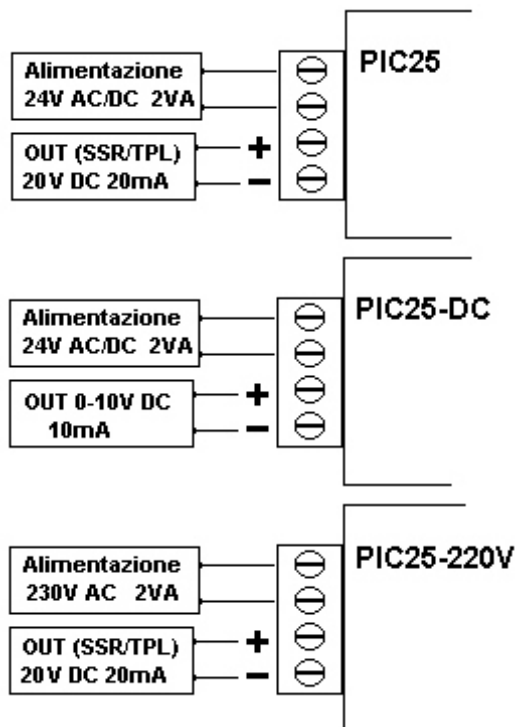 PIC25
Alimentazione
24V AC/DC 2VA
OUT (SSR/TPL)
20V DC 20mA
+
−
PIC25-DC
Alimentazione
24V AC/DC 2VA
OUT 0-10V DC
10mA
+
−
PIC25-220V
Alimentazione
230V AC 2VA
OUT (SSR/TPL)
20V DC 20mA
+
−